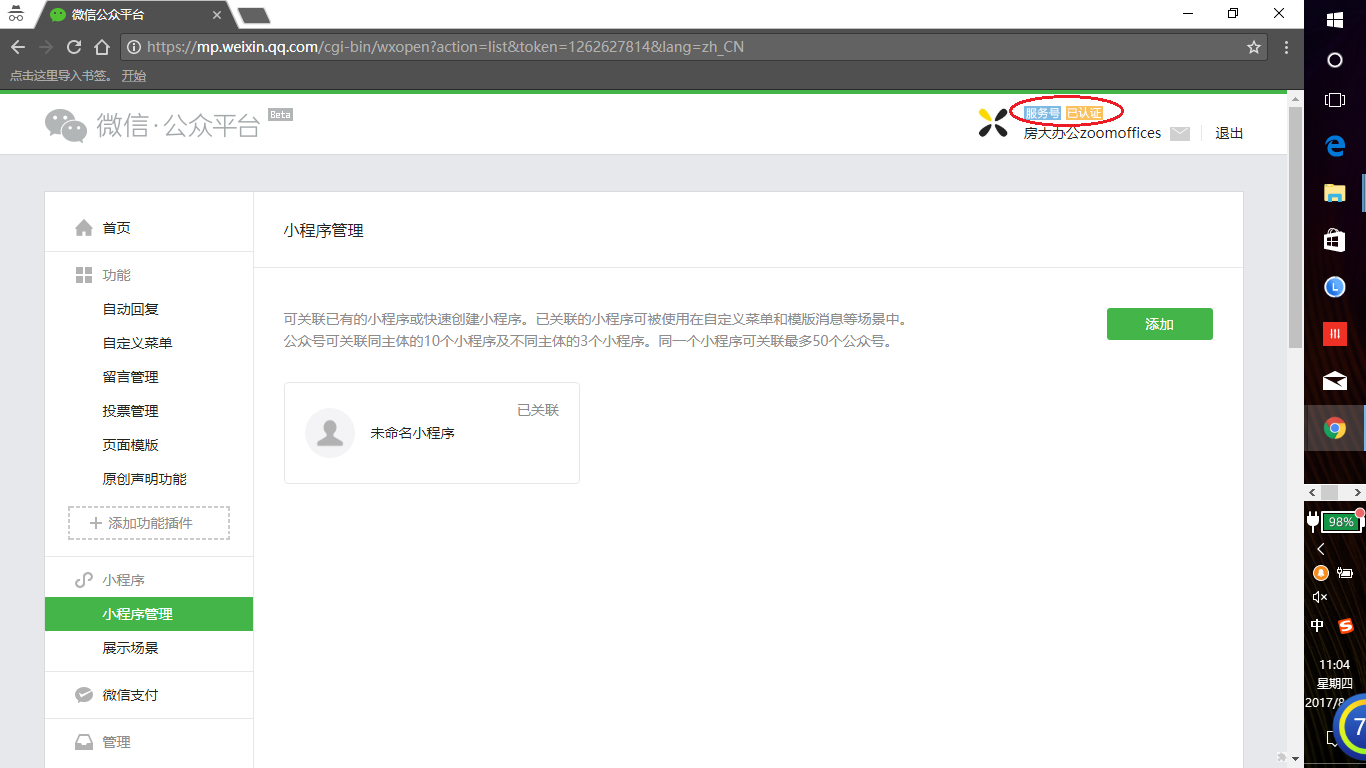 微信公众平台
https://mp.weixin.qq.com/cgi-bin/wxopen?action=list&token=1262627814&lang=zh_CN
点击这里导入书签。 开始
微信·公众平台 Beta
服务号 已认证
房大办公zoomoffices 退出
首页
功能
自动回复
自定义菜单
留言管理
投票管理
页面模版
原创声明功能
添加功能插件
小程序
小程序管理
展示场景
微信支付
管理
小程序管理
可关联已有的小程序或快速创建小程序。已关联的小程序可被使用在自定义菜单和模版消息等场景中。
公众号可关联同主体的10个小程序及不同主体的3个小程序。同一个小程序可关联最多50个公众号。
添加
已关联
未命名小程序
98%
中
11:04
星期四
2017/8
7